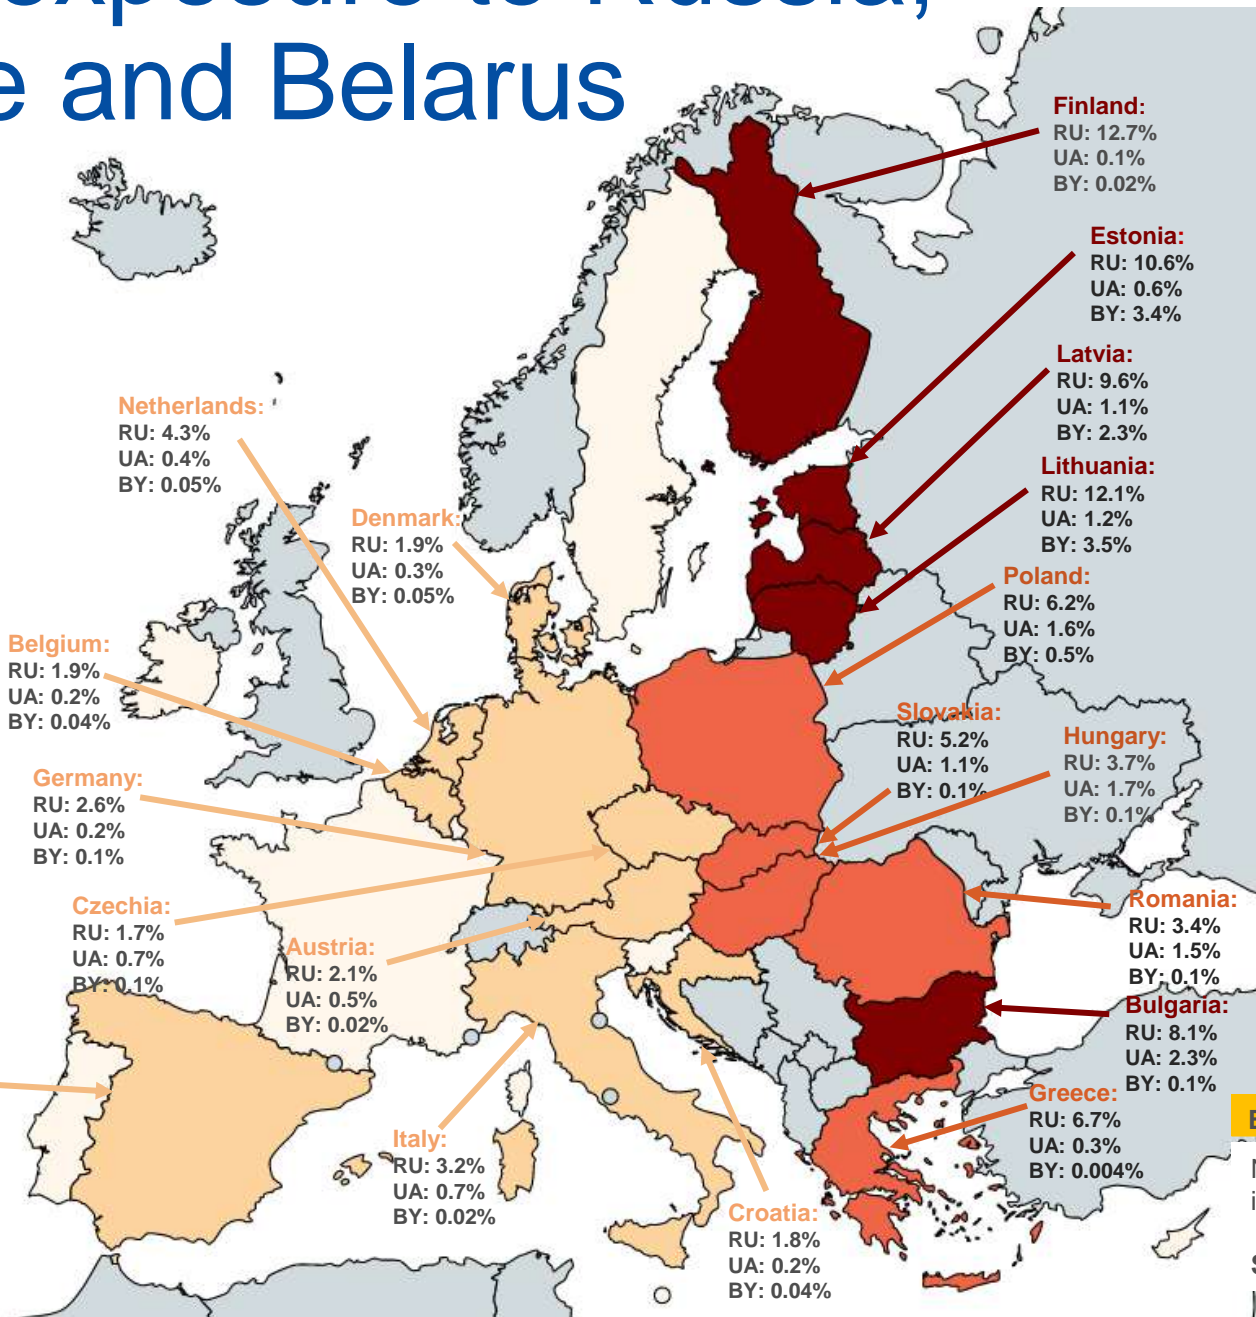 exposure to Russia,
e and Belarus
Finland:
RU: 12.7%
UA: 0.1%
BY: 0.02%
Estonia:
RU: 10.6%
UA: 0.6%
BY: 3.4%
Latvia:
RU: 9.6%
UA: 1.1%
BY: 2.3%
Lithuania:
RU: 12.1%
UA: 1.2%
BY: 3.5%
Netherlands:
RU: 4.3%
UA: 0.4%
BY: 0.05%
Denmark:
RU: 1.9%
UA: 0.3%
BY: 0.05%
Poland:
RU: 6.2%
UA: 1.6%
BY: 0.5%
Belgium:
RU: 1.9%
UA: 0.2%
BY: 0.04%
Slovakia:
RU: 5.2%
UA: 1.1%
BY: 0.1%
Hungary:
RU: 3.7%
UA: 1.7%
BY: 0.1%
Germany:
RU: 2.6%
UA: 0.2%
BY: 0.1%
Czechia:
RU: 1.7%
UA: 0.7%
BY: 0.1%
Austria:
RU: 2.1%
UA: 0.5%
BY: 0.02%
Romania:
RU: 3.4%
UA: 1.5%
BY: 0.1%
Bulgaria:
RU: 8.1%
UA: 2.3%
BY: 0.1%
Greece:
RU: 6.7%
UA: 0.3%
BY: 0.004%
Italy:
RU: 3.2%
UA: 0.7%
BY: 0.02%
Croatia:
RU: 1.8%
UA: 0.2%
BY: 0.04%